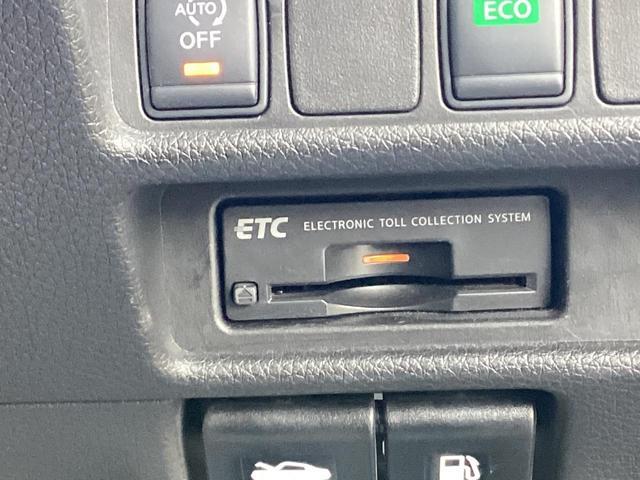 AUTO
OFF
ECO
ETC ELECTRONIC TOLL COLLECTION SYSTEM